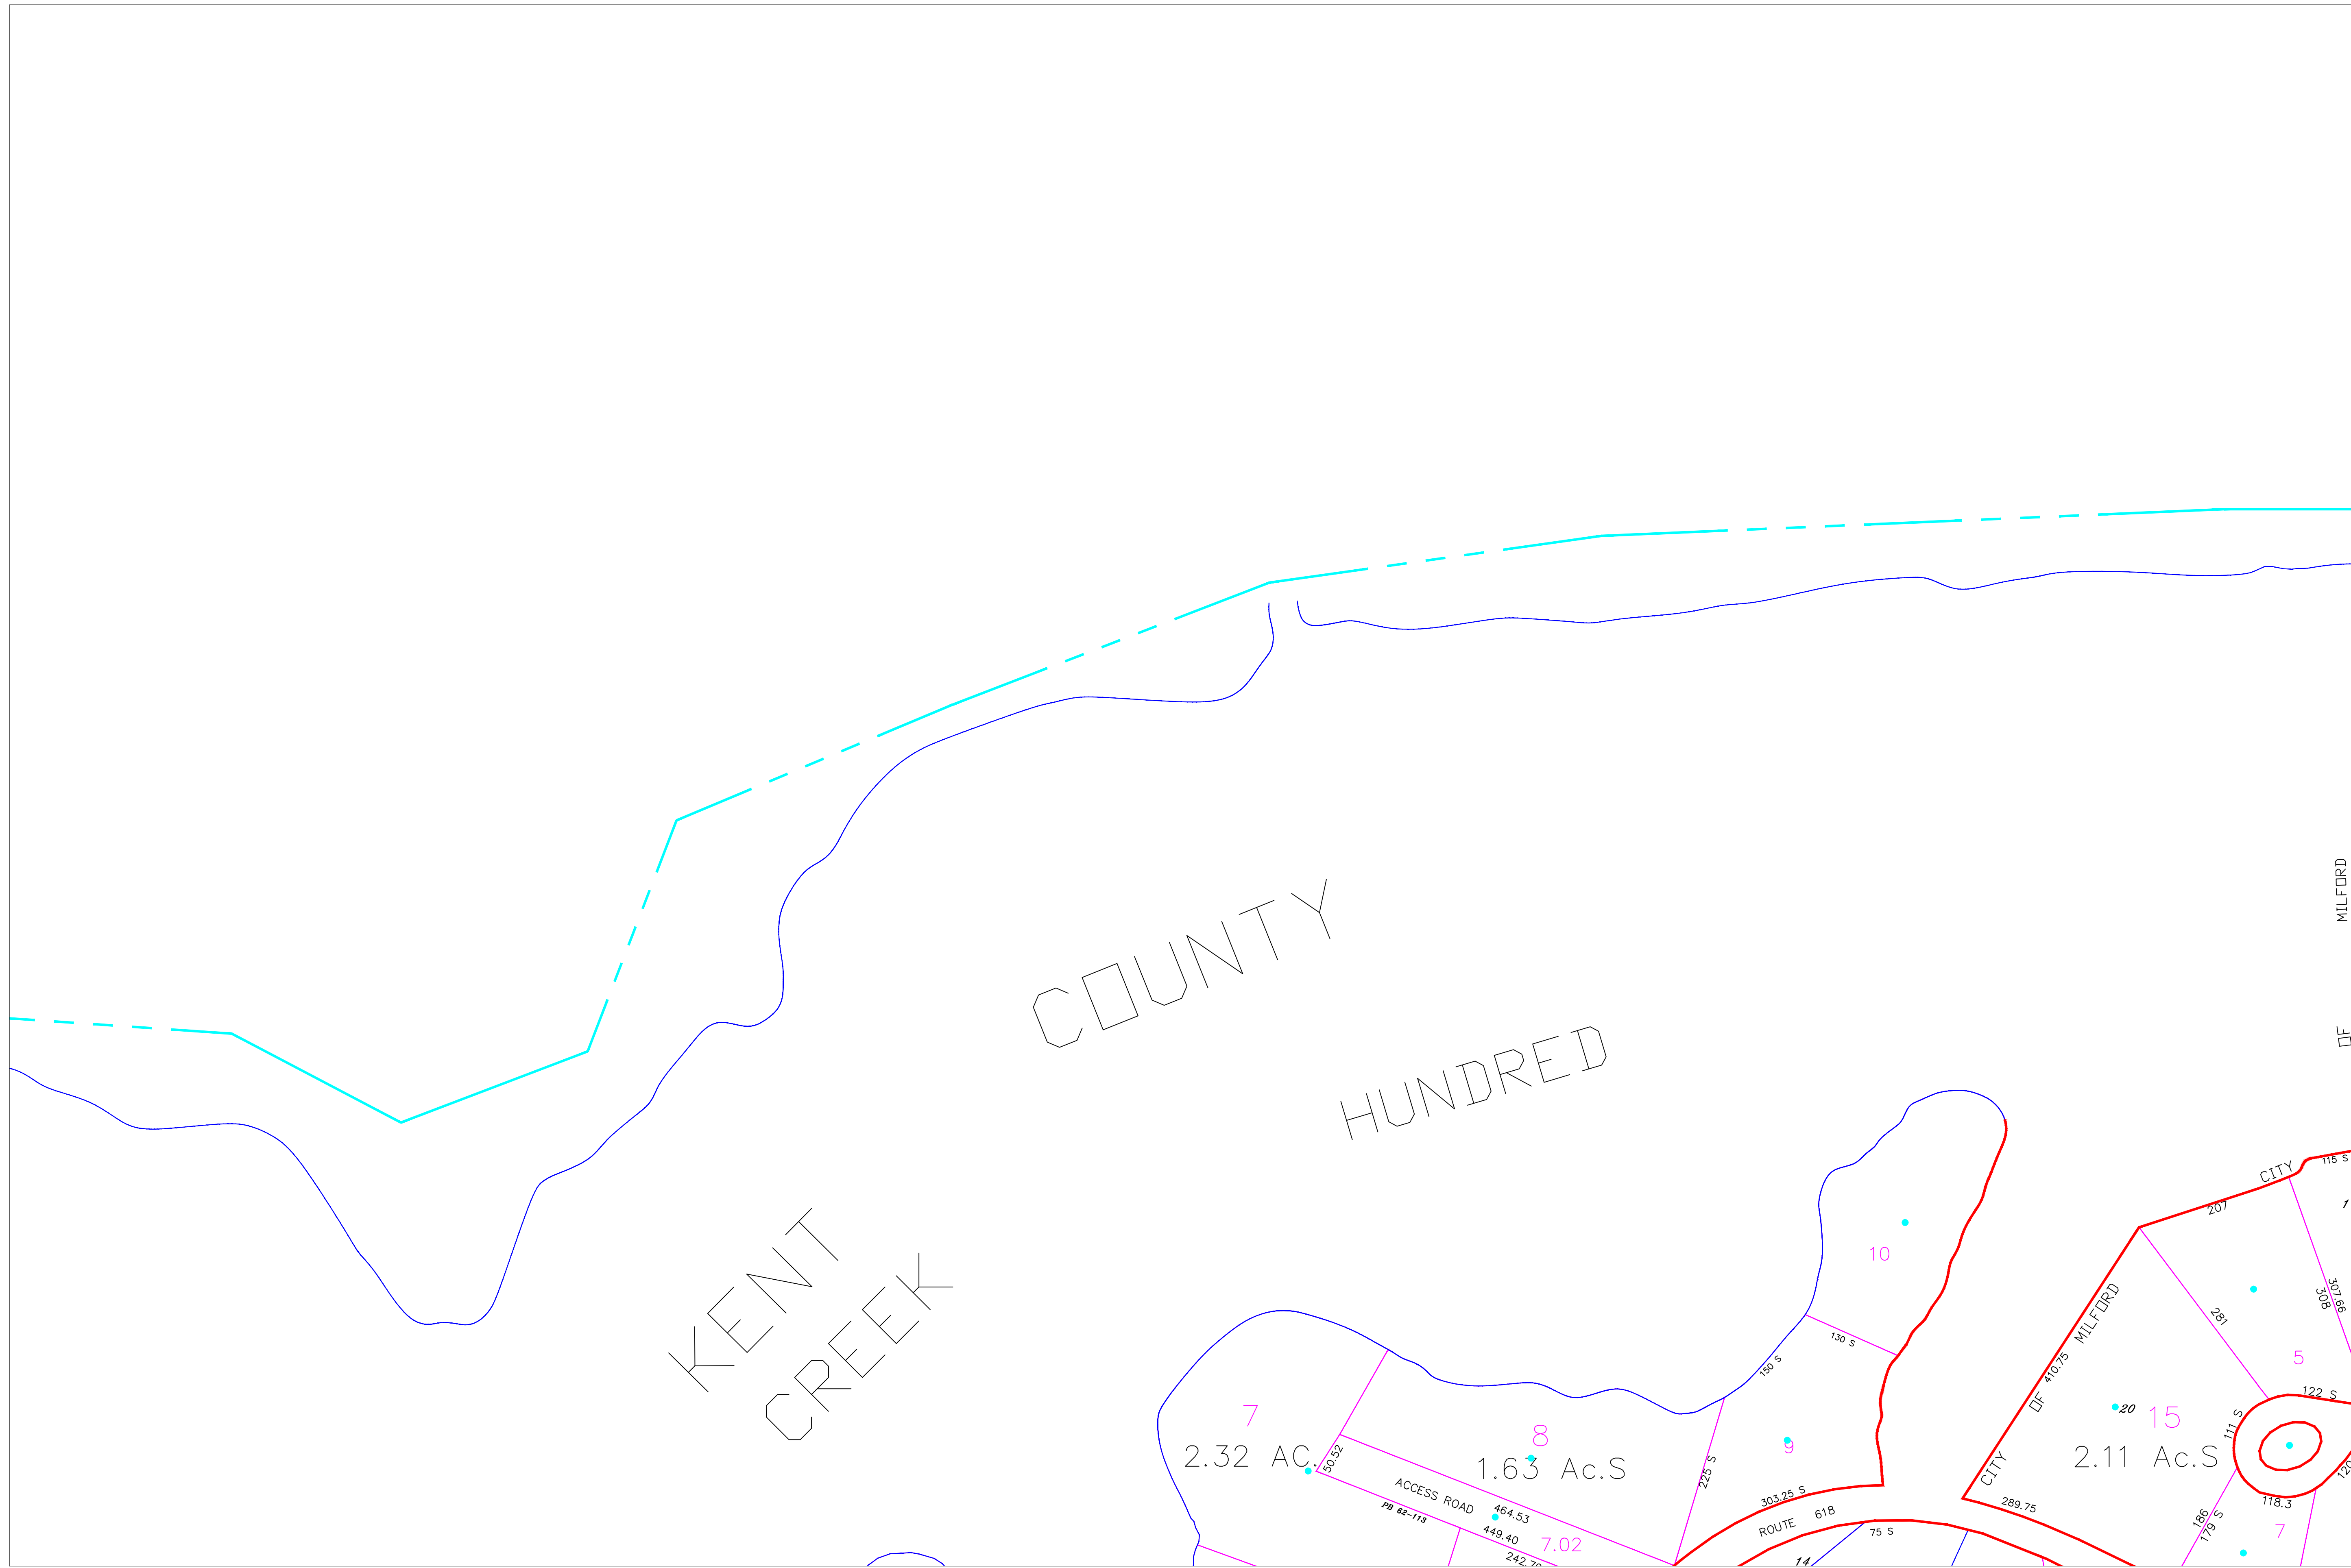 COUNTY
HUNDRED
KENT
CREEK
MILFORD
OF
CITY
115 S
207
1
10
307.66
308
281
MILFORD
OF
CITY
410.75
130 S
150 S
5
122 S
7
2.32 AC.
8
1.63 Ac.S
9
20
15
2.11 Ac.S
111 S
120
50.52
225 S
ACCESS ROAD
464.53
PB 62-113
449.40
7.02
303.25 S
ROUTE 618
289.75
118.3
186
179 S
7
75 S
14